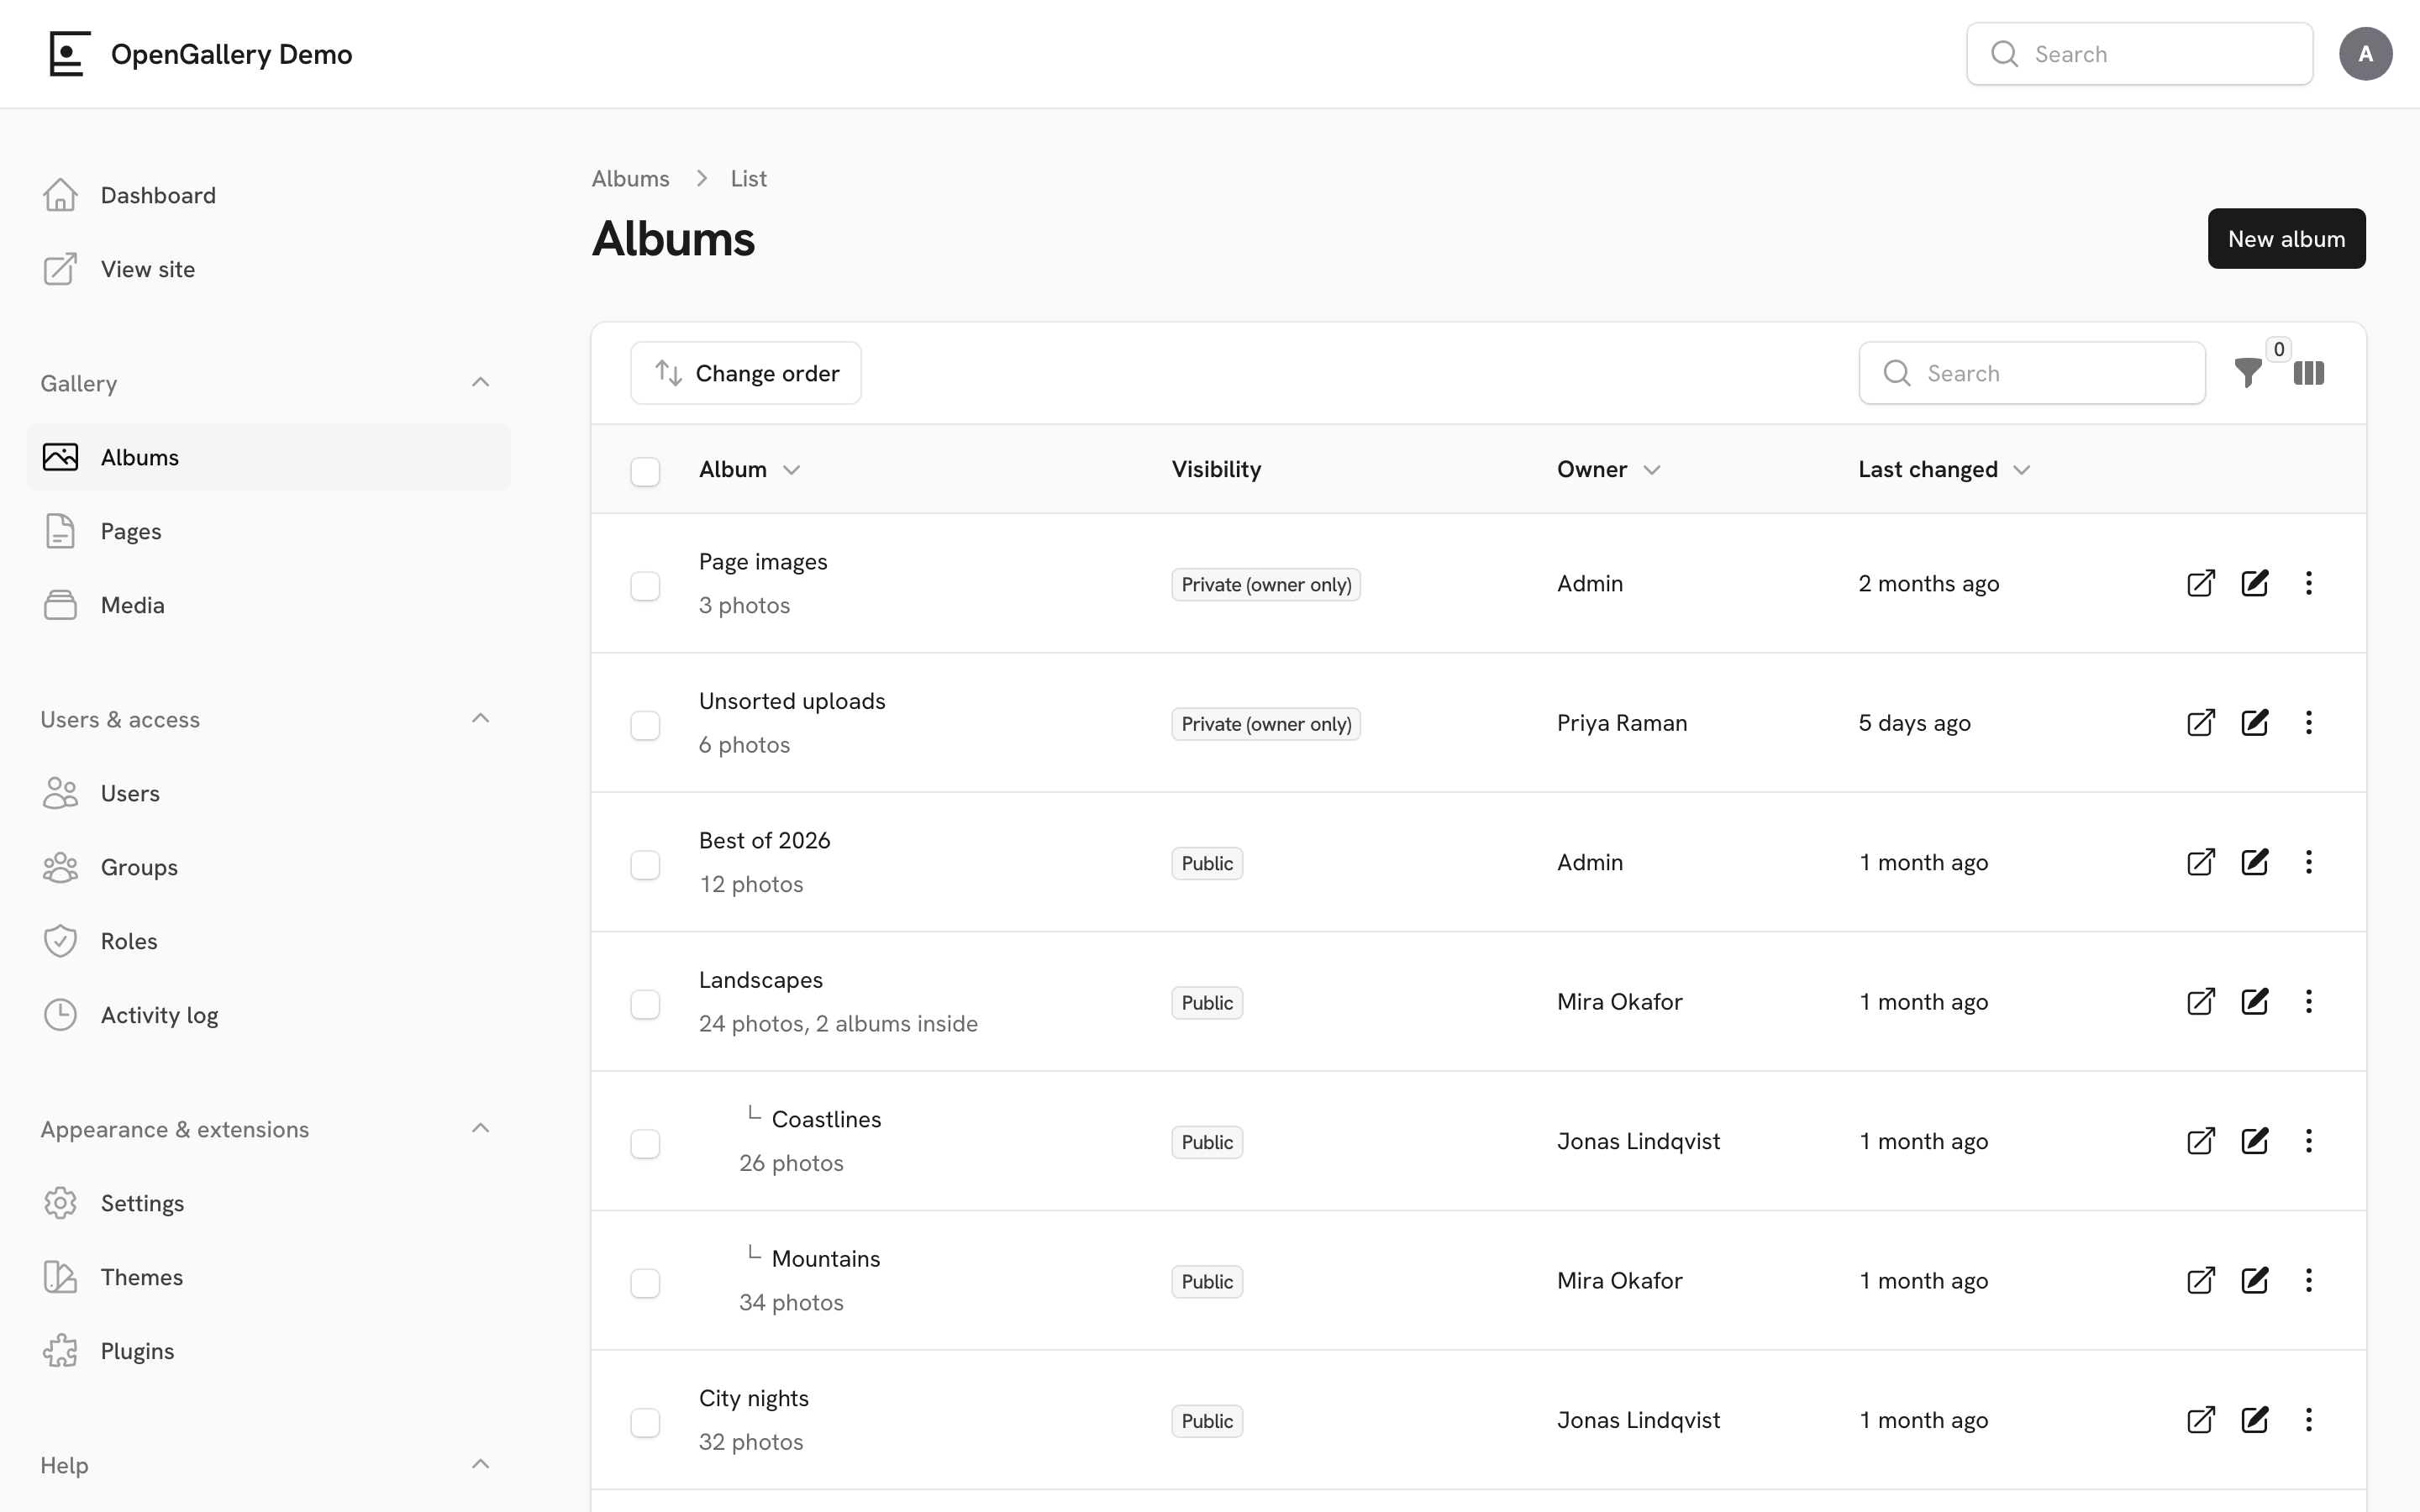 OpenGallery Demo
Search
A
Dashboard
View site
Gallery
Albums
Pages
Media
Users & access
Users
Groups
Roles
Activity log
Appearance & extensions
Settings
Themes
Plugins
Help
Albums List
Albums
New album
Change order
Search
0
Album Visibility Owner Last changed
Page images
3 photos
Private (owner only) Admin 2 months ago
Unsorted uploads
6 photos
Private (owner only) Priya Raman 5 days ago
Best of 2026
12 photos
Public Admin 1 month ago
Landscapes
24 photos, 2 albums inside
Public Mira Okafor 1 month ago
Coastlines
26 photos
Public Jonas Lindqvist 1 month ago
Mountains
34 photos
Public Mira Okafor 1 month ago
City nights
32 photos
Public Jonas Lindqvist 1 month ago